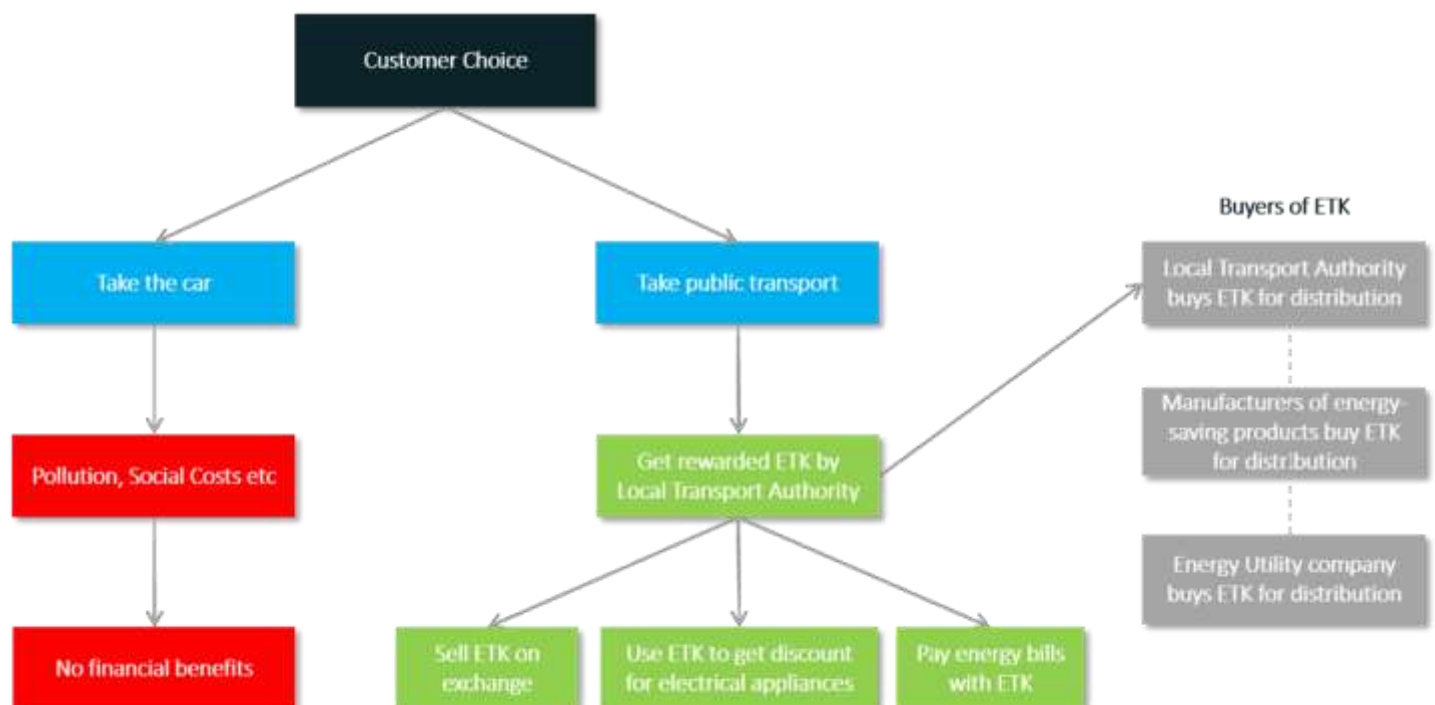 Customer Choice
Buyers of ETK
Take the car
Take public transport
Local Transport Authority
buys ETK for distribution
Pollution, Social Costs etc
Get rewarded ETK by
Local Transport Authority
Manufacturers of energy-
saving products buy ETK
for distribution
Energy Utility company
buys ETK for distribution
No financial benefits
Sell ETK on
exchange
Use ETK to get discount
for electrical appliances
Pay energy bills
with ETK